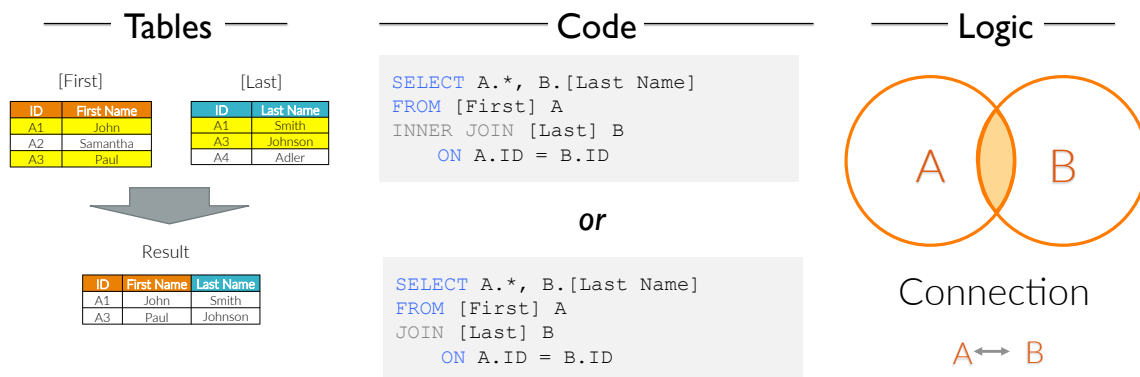 Tables
[First]
[Last]
ID First Name
A1 John
A2 Samantha
A3 Paul
ID Last Name
A1 Smith
A3 Johnson
A4 Adler
Result
ID First Name Last Name
A1 John Smith
A3 Paul Johnson
Code
SELECT A.*, B.[Last Name]
FROM [First] A
INNER JOIN [Last] B
ON A.ID = B.ID
or
SELECT A.*, B.[Last Name]
FROM [First] A
JOIN [Last] B
ON A.ID = B.ID
Logic
A B
Connection
A B